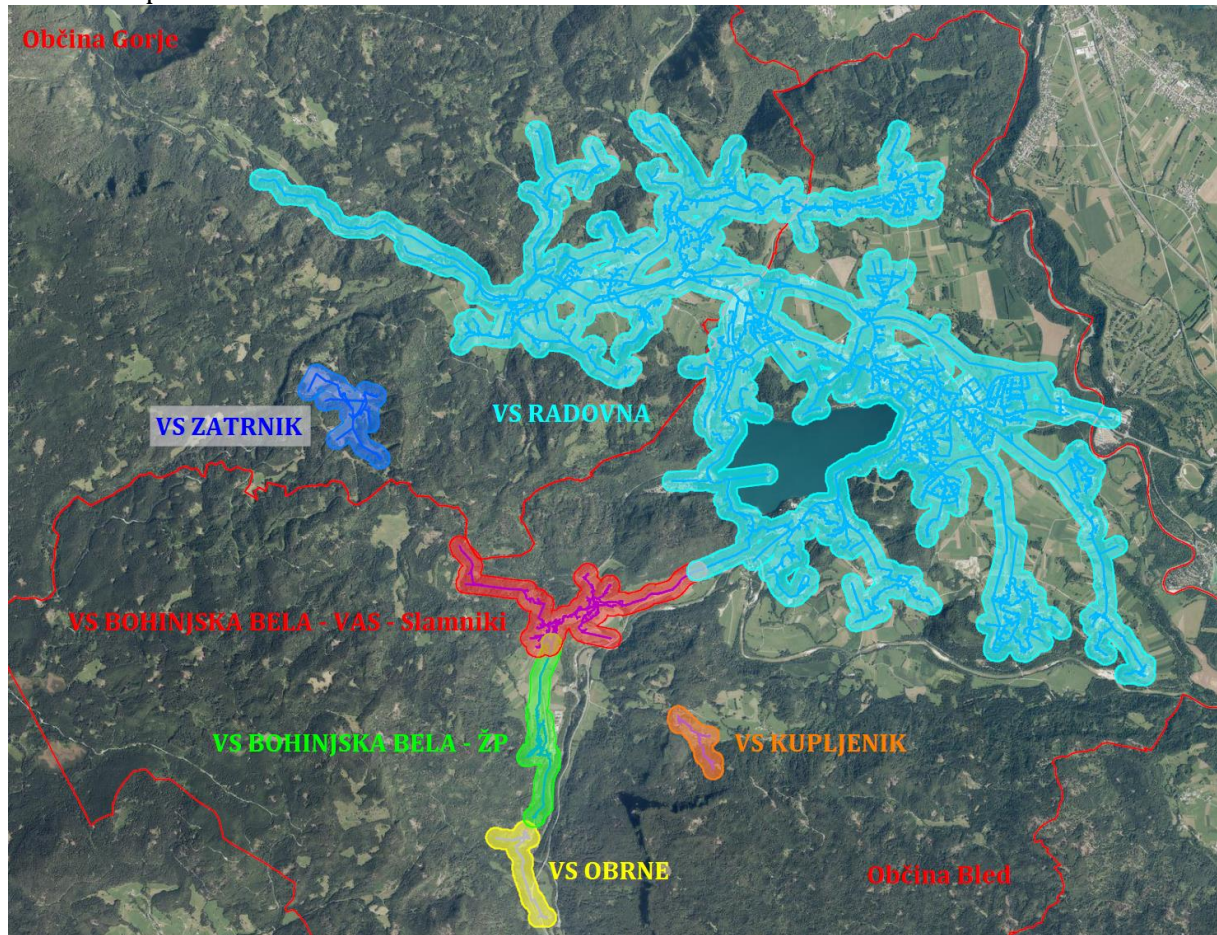 Občina Gorje
VS ZATRNIK
VS RADOVNA
VS BOHINJSKA BELA - VAS - Slamniki
VS BOHINJSKA BELA - ŽP
VS KUPLJENIK
VS OBRNE
Občina Bled